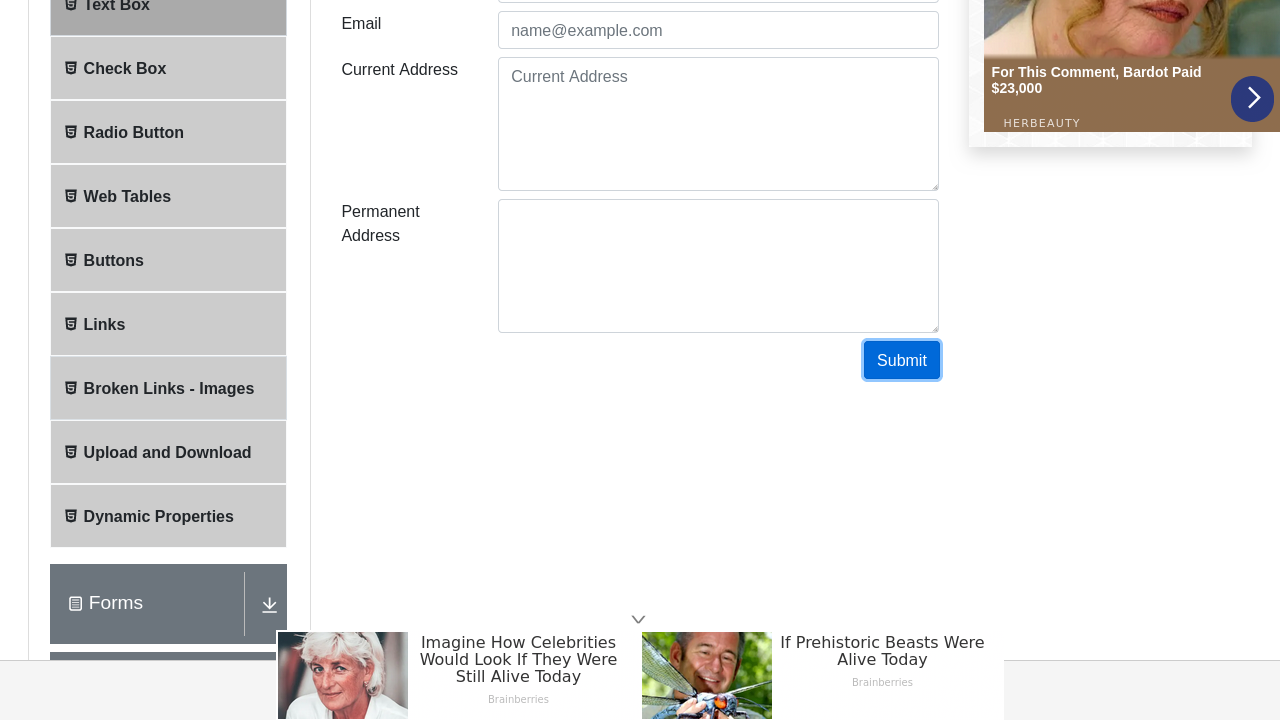 Text Box
Check Box
Radio Button
Web Tables
Buttons
Links
Broken Links - Images
Upload and Download
Dynamic Properties
Forms
Email
name@example.com
Current Address
Current Address
Permanent
Address
Submit
For This Comment, Bardot Paid
$23,000
HERBEAUTY
Imagine How Celebrities
Would Look If They Were
Still Alive Today
Brainberries
If Prehistoric Beasts Were
Alive Today
Brainberries